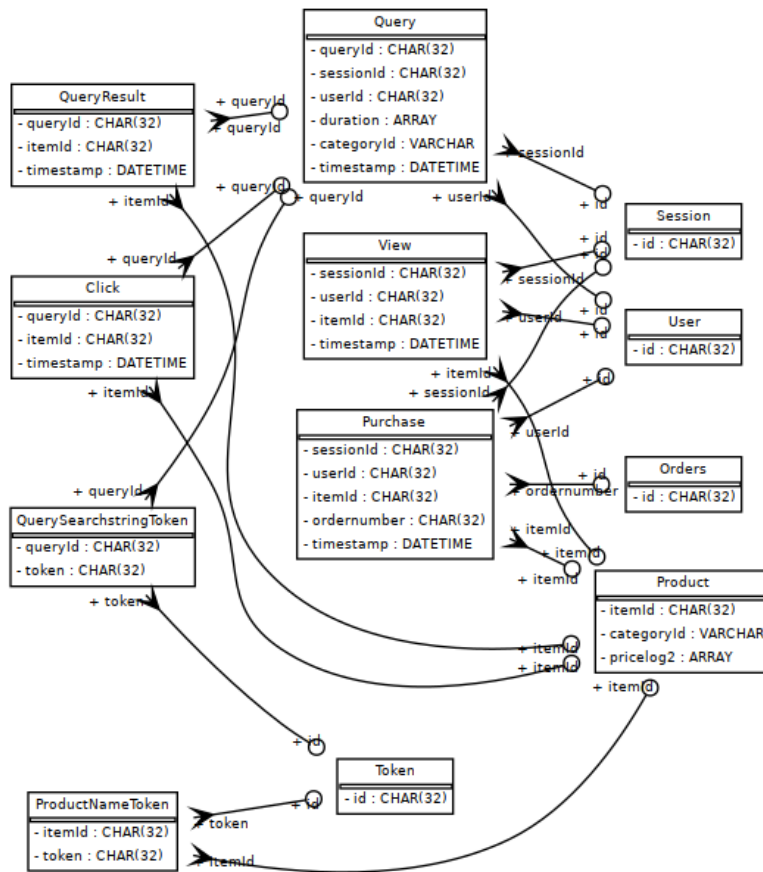 Query
- queryId : CHAR(32)
- sessionId : CHAR(32)
- userId : CHAR(32)
- duration : ARRAY
- categoryId : VARCHAR
- timestamp : DATETIME
QueryResult
- queryId : CHAR(32)
- itemId : CHAR(32)
- timestamp : DATETIME
+ queryId
+ queryId
+ sessionId
+ id
+ queryId
+ queryId
+ itemId
+ userId
Session
- id : CHAR(32)
+ id
+ id
View
- sessionId : CHAR(32)
- userId : CHAR(32)
- itemId : CHAR(32)
- timestamp : DATETIME
+ queryId
+ sessionId
Click
- queryId : CHAR(32)
- itemId : CHAR(32)
- timestamp : DATETIME
+ id
+ userId
+ id
User
- id : CHAR(32)
+ itemId
+ itemId
+ sessionId
+ id
+ userId
Purchase
- sessionId : CHAR(32)
- userId : CHAR(32)
- itemId : CHAR(32)
- ordernumber : CHAR(32)
- timestamp : DATETIME
+ id
+ ordernumber
Orders
- id : CHAR(32)
+ queryId
+ itemId
+ itemId
+ itemId
QuerySearchstringToken
- queryId : CHAR(32)
- token : CHAR(32)
+ token
Product
- itemId : CHAR(32)
- categoryId : VARCHAR
- pricelog2 : ARRAY
+ itemId
+ itemId
+ itemId
+ id
Token
- id : CHAR(32)
+ id
+ token
ProductNameToken
- itemId : CHAR(32)
- token : CHAR(32)
+ itemId